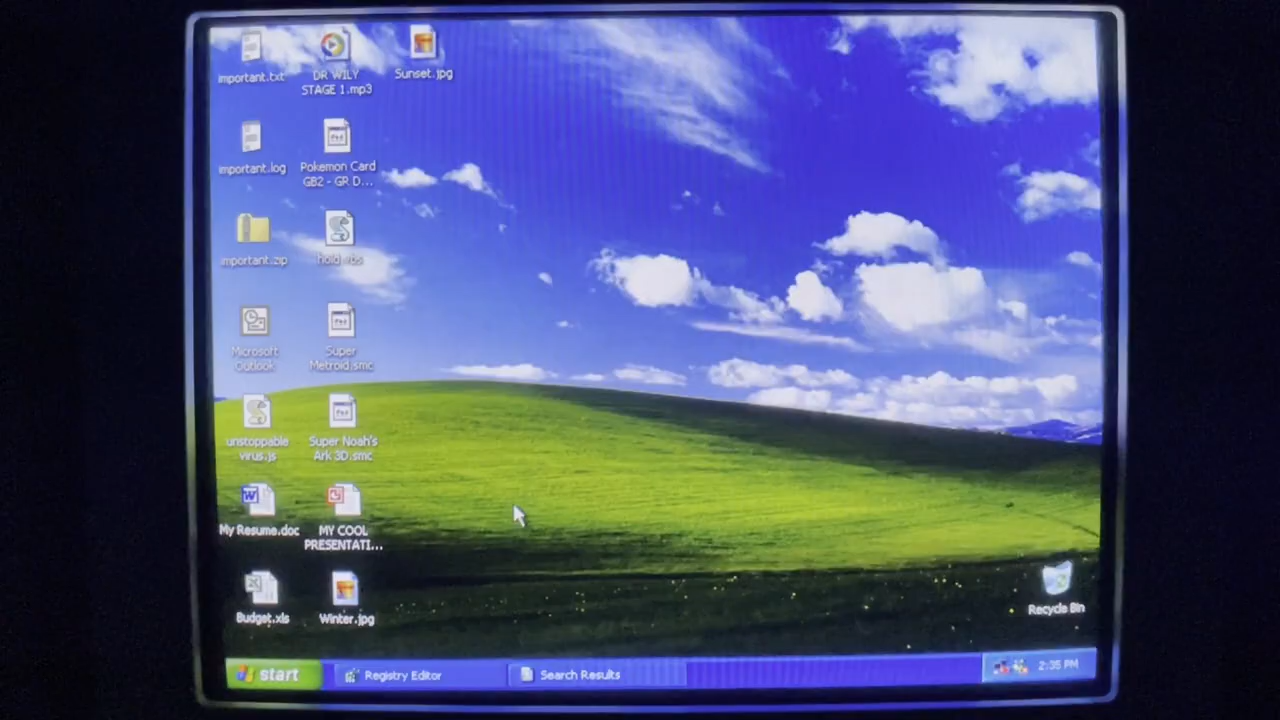 important.txt
DR WILY
STAGE 1.mp3
Sunset.jpg
important.log
Pokemon Card
GB2 - GR D...
important.zip
hold.vbs
Microsoft
Outlook
Super
Metroid.smc
unstoppable
virus.js
Super Noah's
Ark 3D.smc
My Resume.doc
MY COOL
PRESENTATI...
Budget.xls
Winter.jpg
Recycle Bin
start
Registry Editor
Search Results
2:35 PM